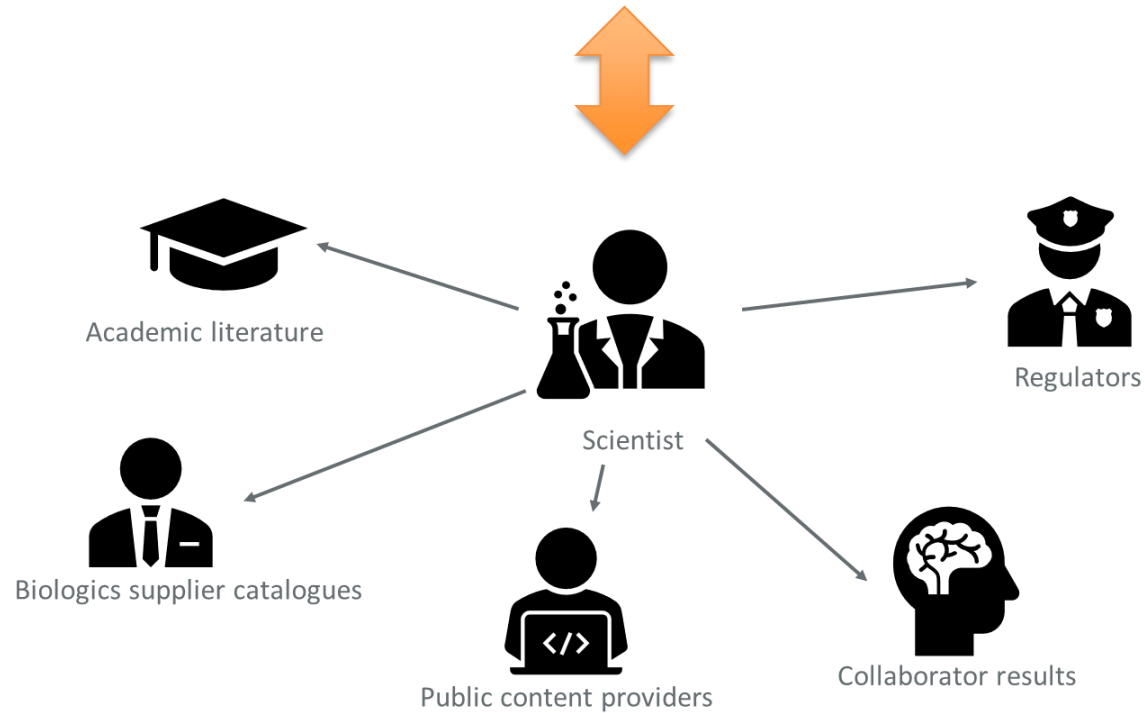 Academic literature
Regulators
Scientist
Biologics supplier catalogues
</>
Public content providers
Collaborator results